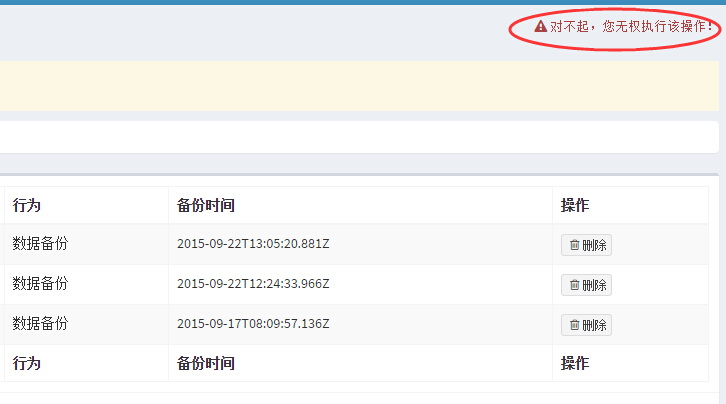 对不起，您无权执行该操作！
行为 备份时间 操作
数据备份 2015-09-22T13:05:20.881Z 删除
数据备份 2015-09-22T12:24:33.966Z 删除
数据备份 2015-09-17T08:09:57.136Z 删除
行为 备份时间 操作